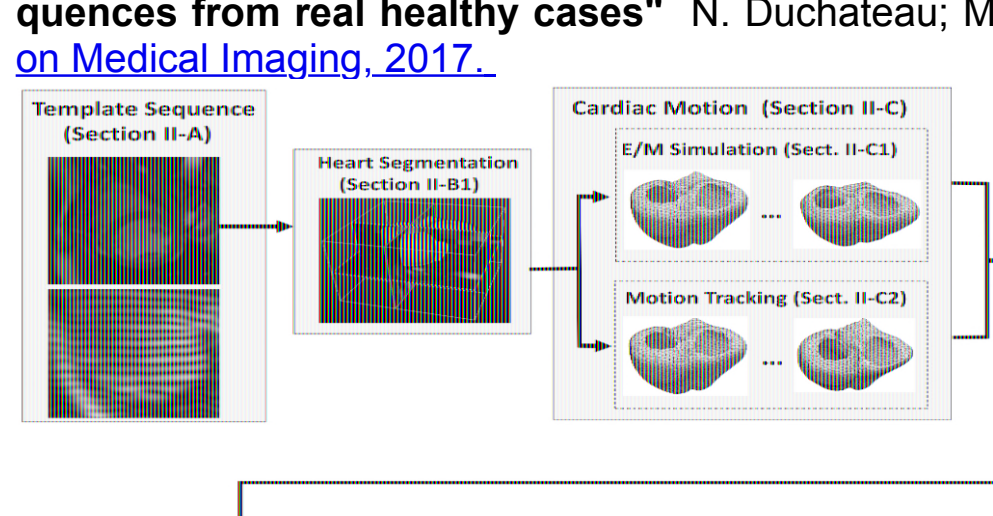 quences from real healthy cases" N. Duchateau; M
on Medical Imaging, 2017.
Template Sequence
(Section II-A)
Heart Segmentation
(Section II-B1)
Cardiac Motion (Section II-C)
E/M Simulation (Sect. II-C1)
...
Motion Tracking (Sect. II-C2)
...